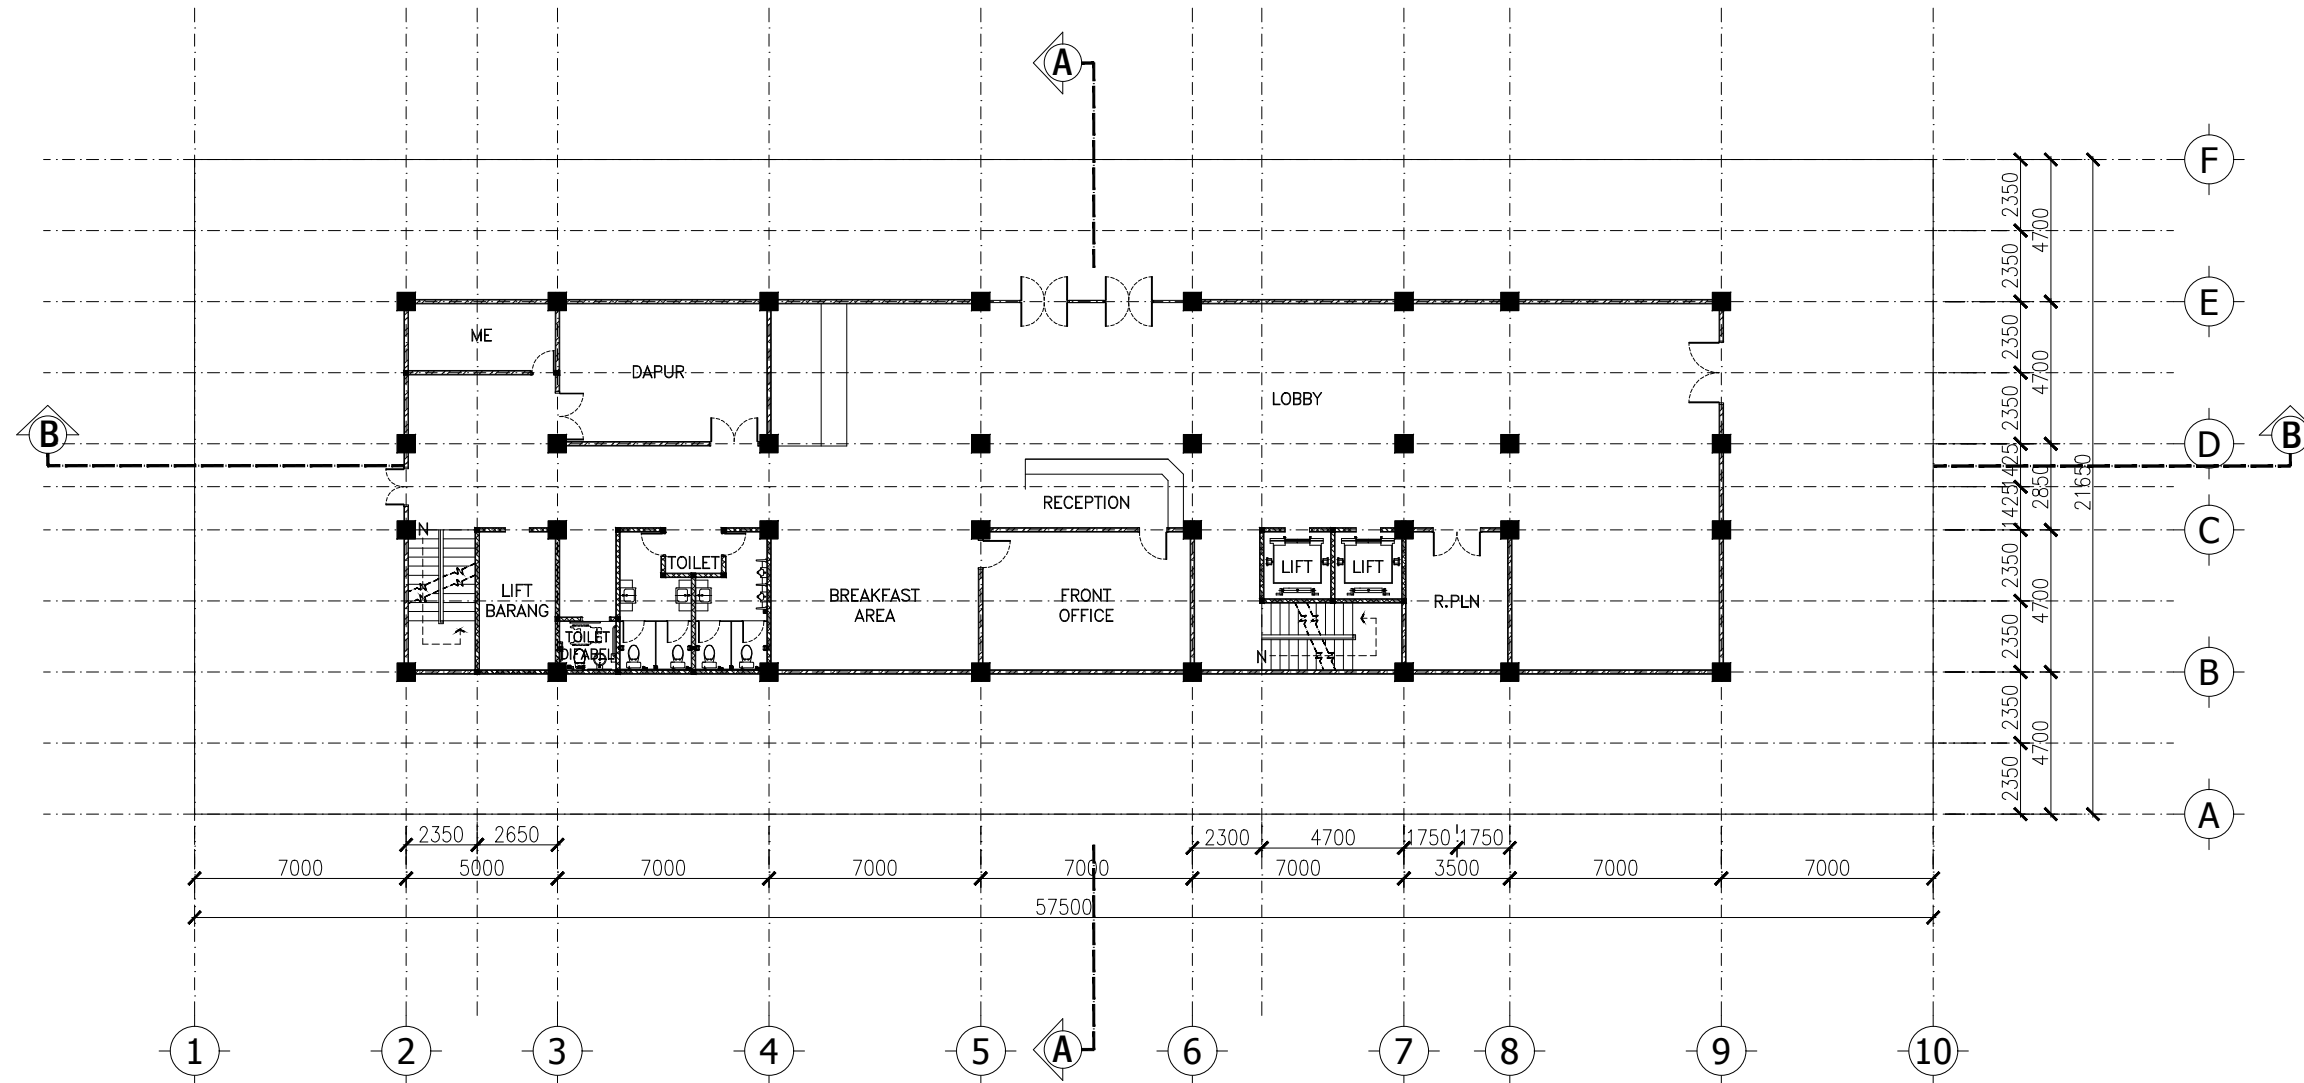 A
F
2350
4700
2350
E
ME
2350
DAPUR
4700
LOBBY
2350
B
B
D
1425
2850
21650
1425
RECEPTION
N
C
TOILET
LIFT
LIFT
2350
LIFT
BARANG
BREAKFAST
AREA
FRONT
OFFICE
R.PLN
4700
TOILET
DIFABEL
2350
N
B
2350
4700
2350
A
2350
2650
2300
4700
1750
1750
7000
5000
7000
7000
7000
7000
3500
7000
7000
57500
1
2
3
4
5
A
6
7
8
9
10